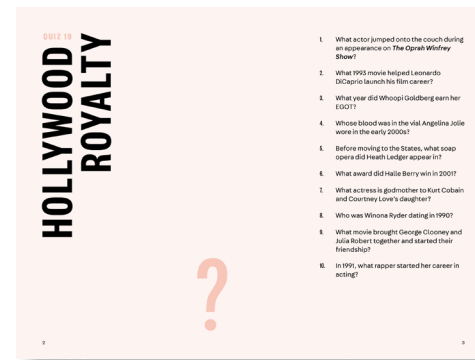 QUIZ 10
HOLLYWOOD
ROYALTY
?
2
1. What actor jumped onto the couch during
an appearance on The Oprah Winfrey
Show?
2. What 1993 movie helped Leonardo
DiCaprio launch his film career?
3. What year did Whoopi Goldberg earn her
EGOT?
4. Whose blood was in the vial Angelina Jolie
wore in the early 2000s?
5. Before moving to the States, what soap
opera did Heath Ledger appear in?
6. What award did Halle Berry win in 2001?
7. What actress is godmother to Kurt Cobain
and Courtney Love's daughter?
8. Who was Winona Ryder dating in 1990?
9. What movie brought George Clooney and
Julia Robert together and started their
friendship?
10. In 1991, what rapper started her career in
acting?
3